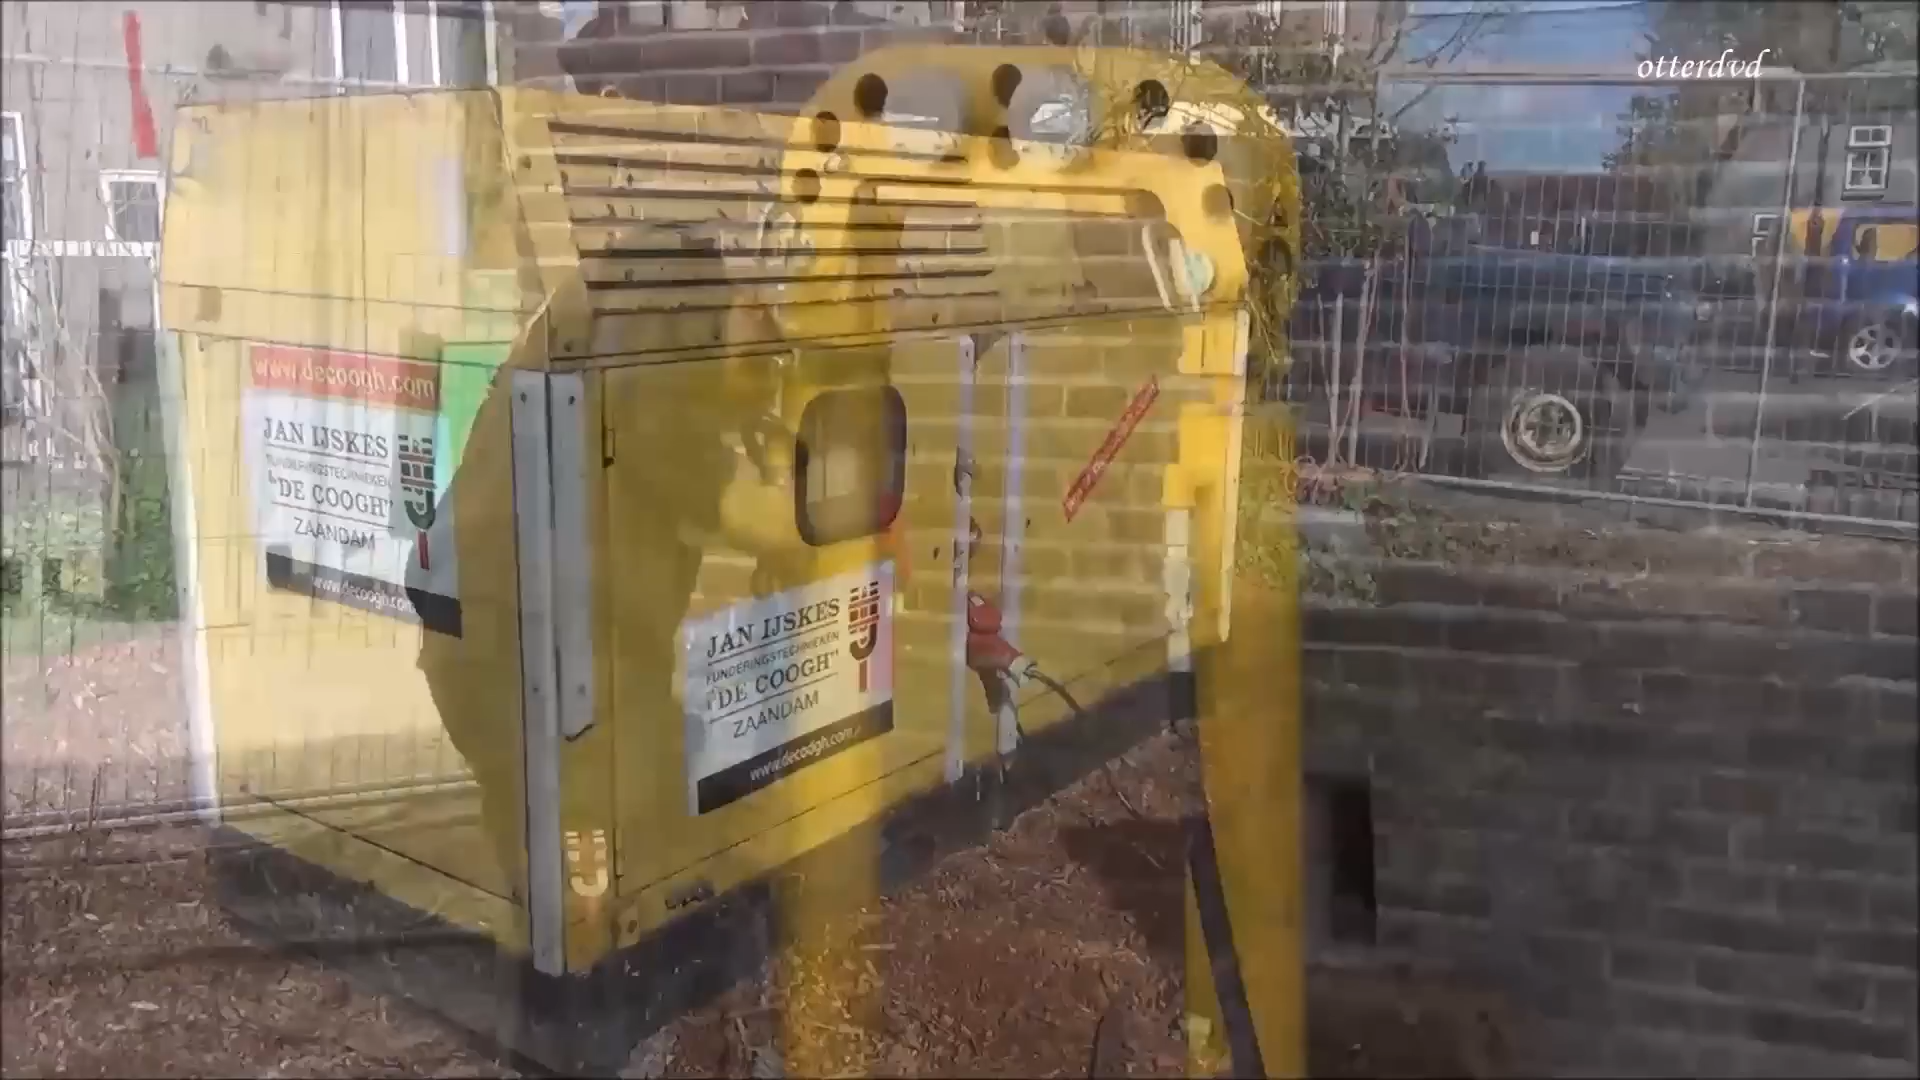 otterdvd
www.decoogh.com
JAN IJSKES
FUNDERINGSTECHNIEKEN
"DE COOGH"
ZAANDAM
www.decoogh.com
JAN IJSKES
FUNDERINGSTECHNIEKEN
"DE COOGH"
ZAANDAM
www.decoogh.com